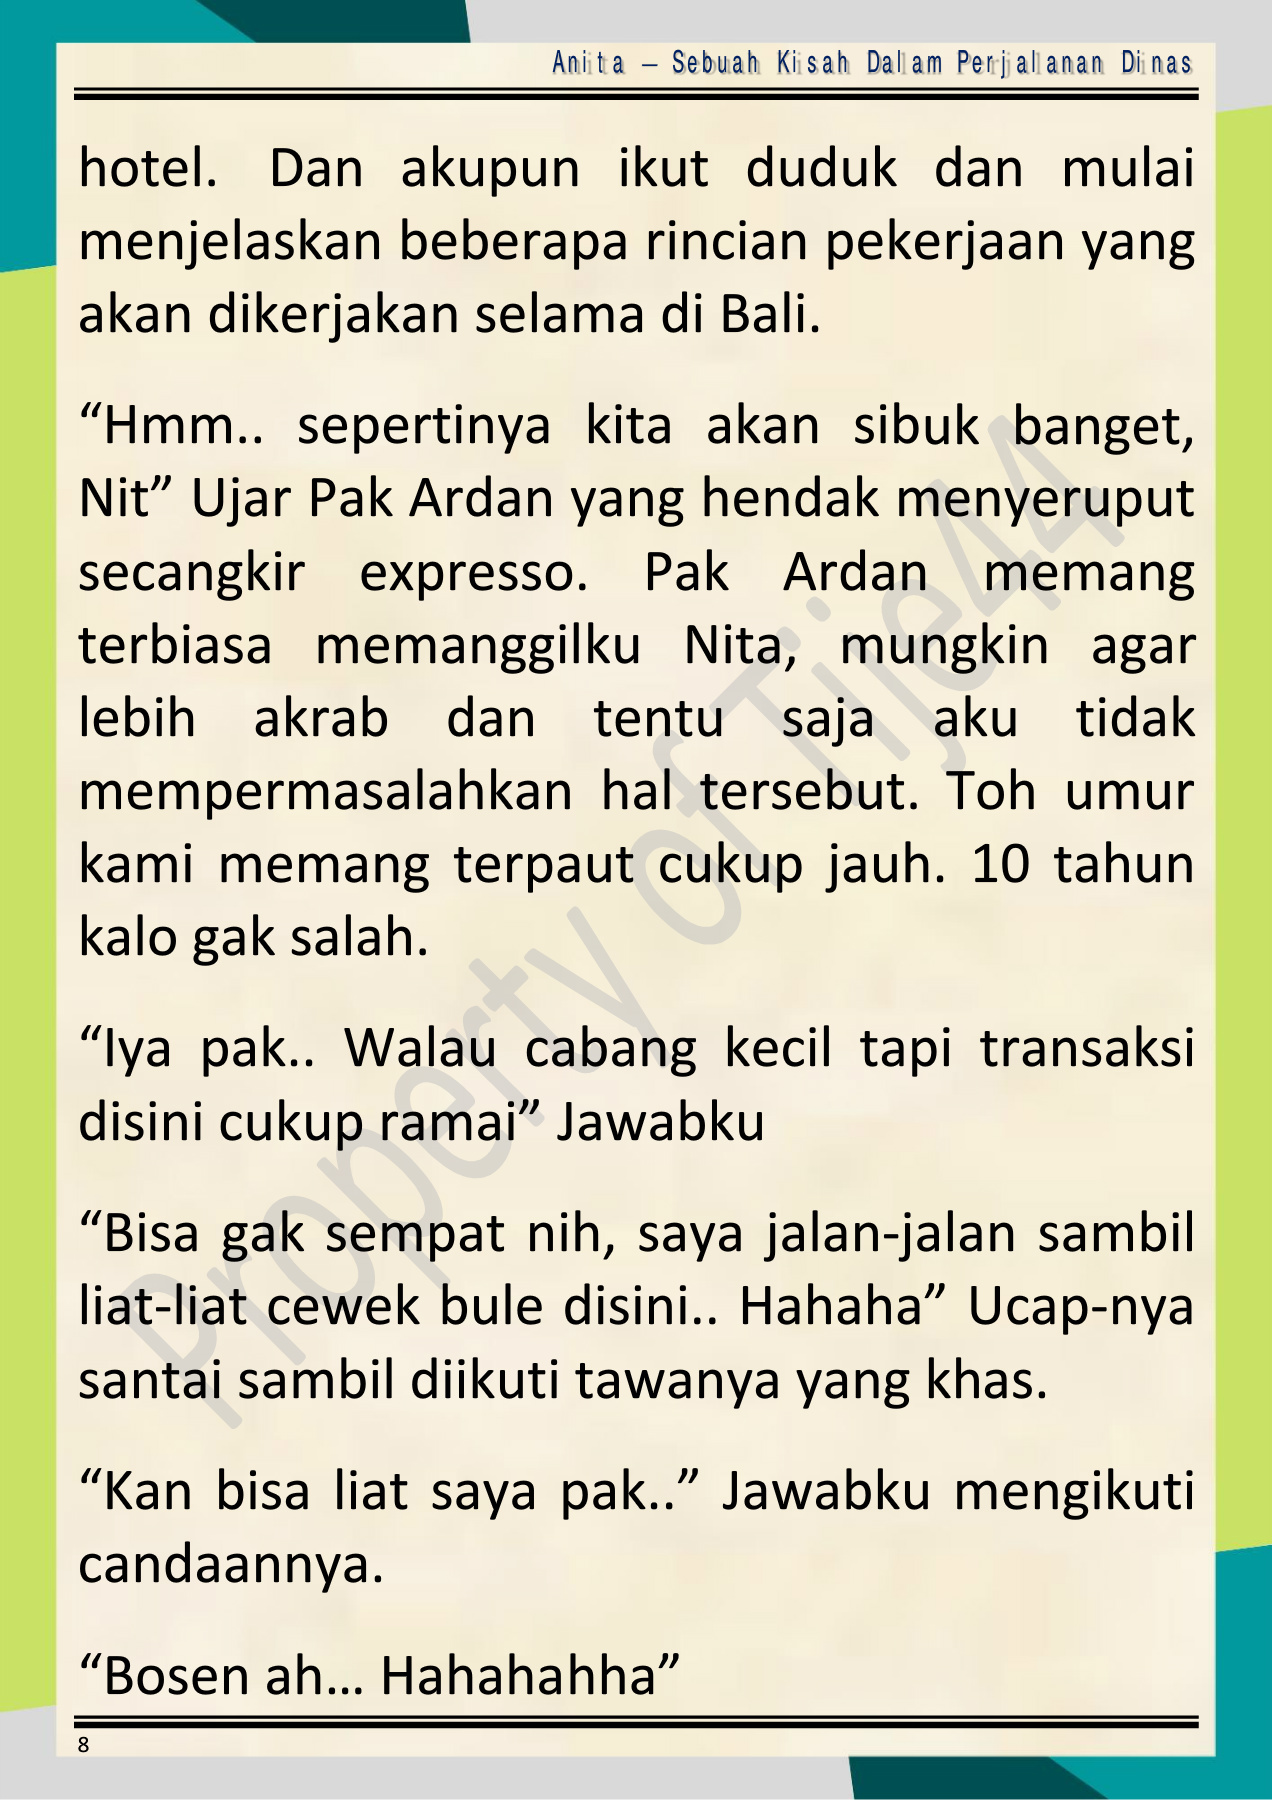 Anita – Sebuah Kisah Dalam Perjalanan Dinas
hotel. Dan akupun ikut duduk dan mulai
menjelaskan beberapa rincian pekerjaan yang
akan dikerjakan selama di Bali.
“Hmm.. sepertinya kita akan sibuk banget,
Nit” Ujar Pak Ardan yang hendak menyeruput
secangkir expresso. Pak Ardan memang
terbiasa memanggilku Nita, mungkin agar
lebih akrab dan tentu saja aku tidak
mempermasalahkan hal tersebut. Toh umur
kami memang terpaut cukup jauh. 10 tahun
kalo gak salah.
“Iya pak.. Walau cabang kecil tapi transaksi
disini cukup ramai” Jawabku
“Bisa gak sempat nih, saya jalan-jalan sambil
liat-liat cewek bule disini.. Hahaha” Ucap-nya
santai sambil diikuti tawanya yang khas.
“Kan bisa liat saya pak..” Jawabku mengikuti
candaannya.
“Bosen ah… Hahahahha”
8
Property of Tije44